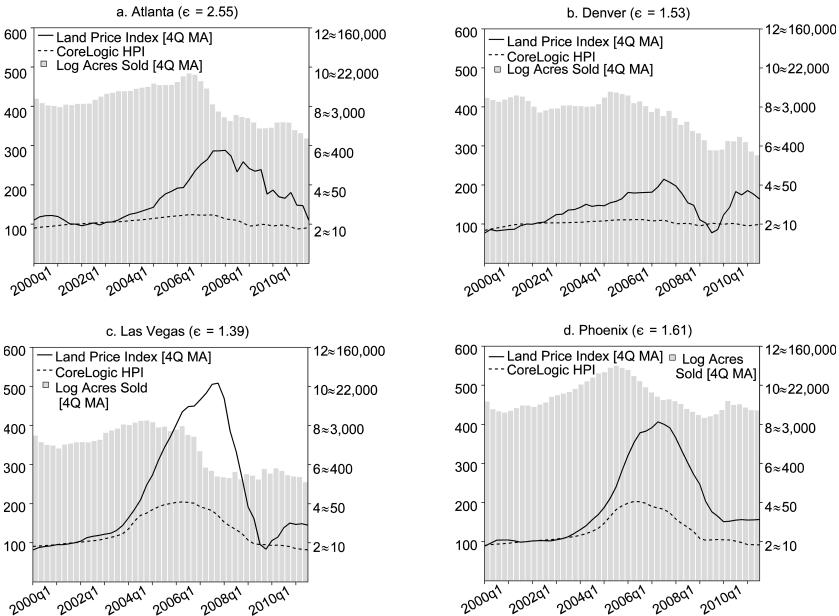 a. Atlanta (ϵ = 2.55)
600
500
400
300
200
100
Land Price Index [4Q MA]
CoreLogic HPI
Log Acres Sold [4Q MA]
12≈160,000
10≈22,000
8≈3,000
6≈400
4≈50
2≈10
2000q1
2002q1
2004q1
2006q1
2008q1
2010q1
b. Denver (ϵ = 1.53)
600
500
400
300
200
100
Land Price Index [4Q MA]
CoreLogic HPI
Log Acres Sold [4Q MA]
12≈160,000
10≈22,000
8≈3,000
6≈400
4≈50
2≈10
2000q1
2002q1
2004q1
2006q1
2008q1
2010q1
c. Las Vegas (ϵ = 1.39)
600
500
400
300
200
100
Land Price Index [4Q MA]
CoreLogic HPI
Log Acres Sold
[4Q MA]
12≈160,000
10≈22,000
8≈3,000
6≈400
4≈50
2≈10
2000q1
2002q1
2004q1
2006q1
2008q1
2010q1
d. Phoenix (ϵ = 1.61)
600
500
400
300
200
100
Land Price Index [4Q MA]
CoreLogic HPI
Log Acres
Sold [4Q MA]
12≈160,000
10≈22,000
8≈3,000
6≈400
4≈50
2≈10
2000q1
2002q1
2004q1
2006q1
2008q1
2010q1